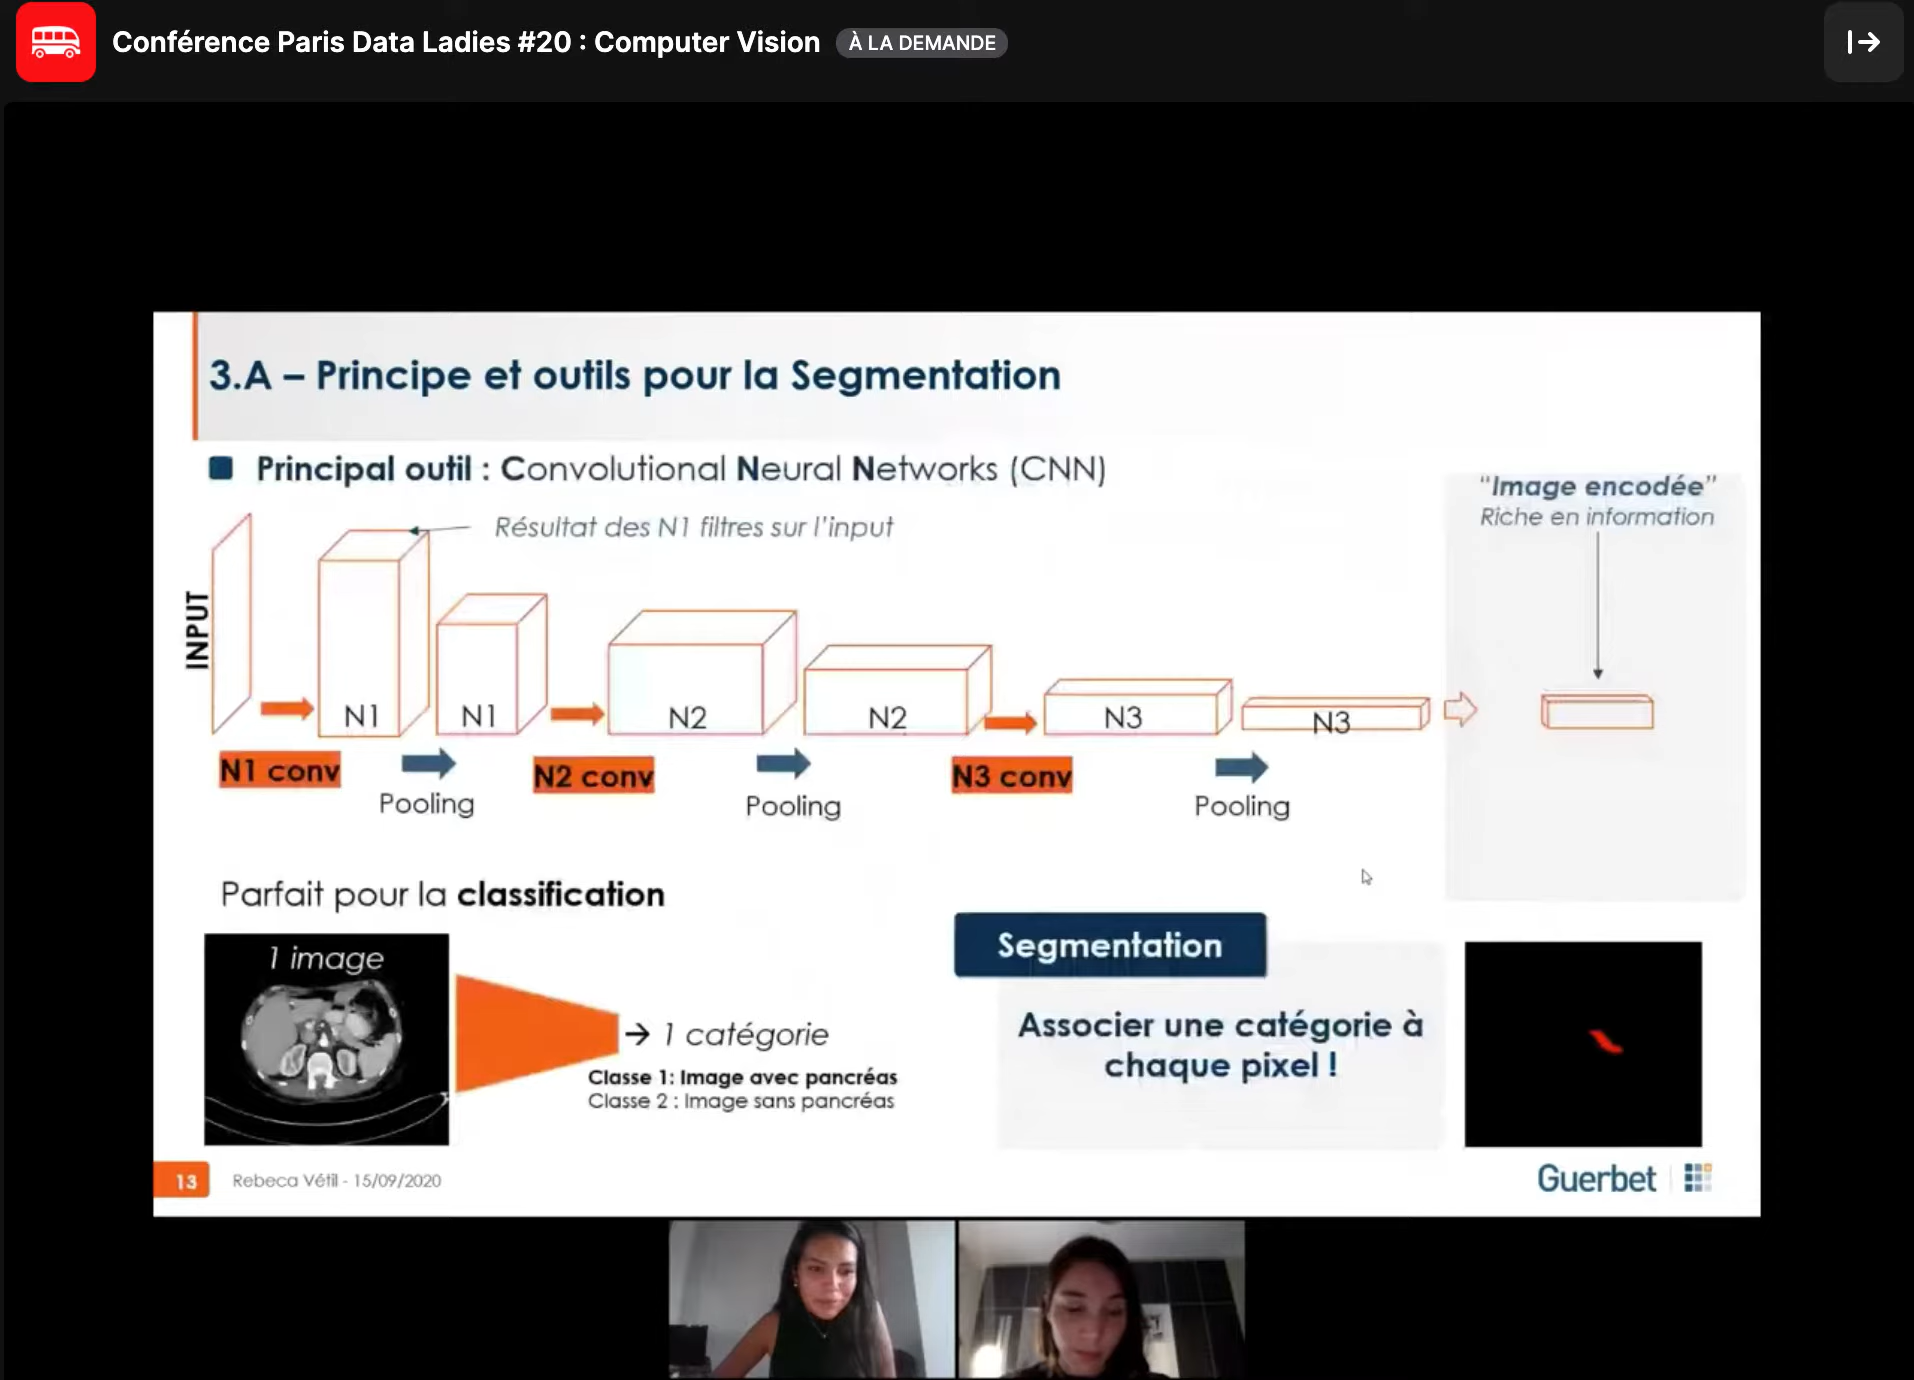 Conférence Paris Data Ladies #20 : Computer Vision À LA DEMANDE
3.A – Principe et outils pour la Segmentation
Principal outil : Convolutional Neural Networks (CNN)
"Image encodée"
Riche en information
Résultat des N1 filtres sur l'input
INPUT
N1
N1
N2
N2
N3
N3
N1 conv
N2 conv
N3 conv
Pooling
Pooling
Pooling
Parfait pour la classification
1 image
→ 1 catégorie
Classe 1: Image avec pancréas
Classe 2 : Image sans pancréas
Segmentation
Associer une catégorie à
chaque pixel !
13
Rebeca Vétil - 15/09/2020
Guerbet